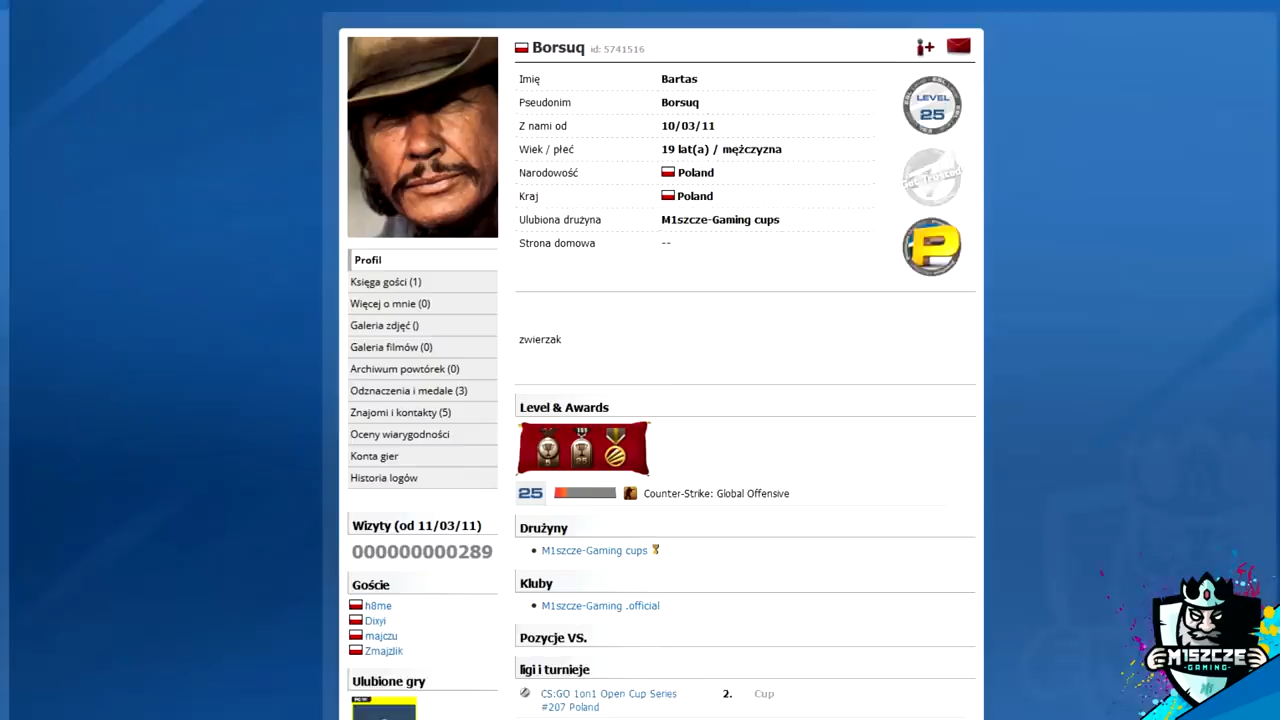 Borsuq id: 5741516
Imię Bartas
Pseudonim Borsuq
Z nami od 10/03/11
Wiek / płeć 19 lat(a) / mężczyzna
Narodowość Poland
Kraj Poland
Ulubiona drużyna M1szcze-Gaming cups
Strona domowa --
LEVEL
25
Get Trusted!
P
Profil
Księga gości (1)
Więcej o mnie (0)
Galeria zdjęć ()
Galeria filmów (0)
Archiwum powtórek (0)
Odznaczenia i medale (3)
Znajomi i kontakty (5)
Oceny wiarygodności
Konta gier
Historia logów
Wizyty (od 11/03/11)
000000000289
Goście
h8me
Dixyi
majczu
Zmajzlik
Ulubione gry
zwierzak
Level & Awards
25 Counter-Strike: Global Offensive
Drużyny
M1szcze-Gaming cups
Kluby
M1szcze-Gaming .official
Pozycje VS.
ligi i turnieje
CS:GO 1on1 Open Cup Series 2. Cup
#207 Poland
M1SZCZE
GAMING